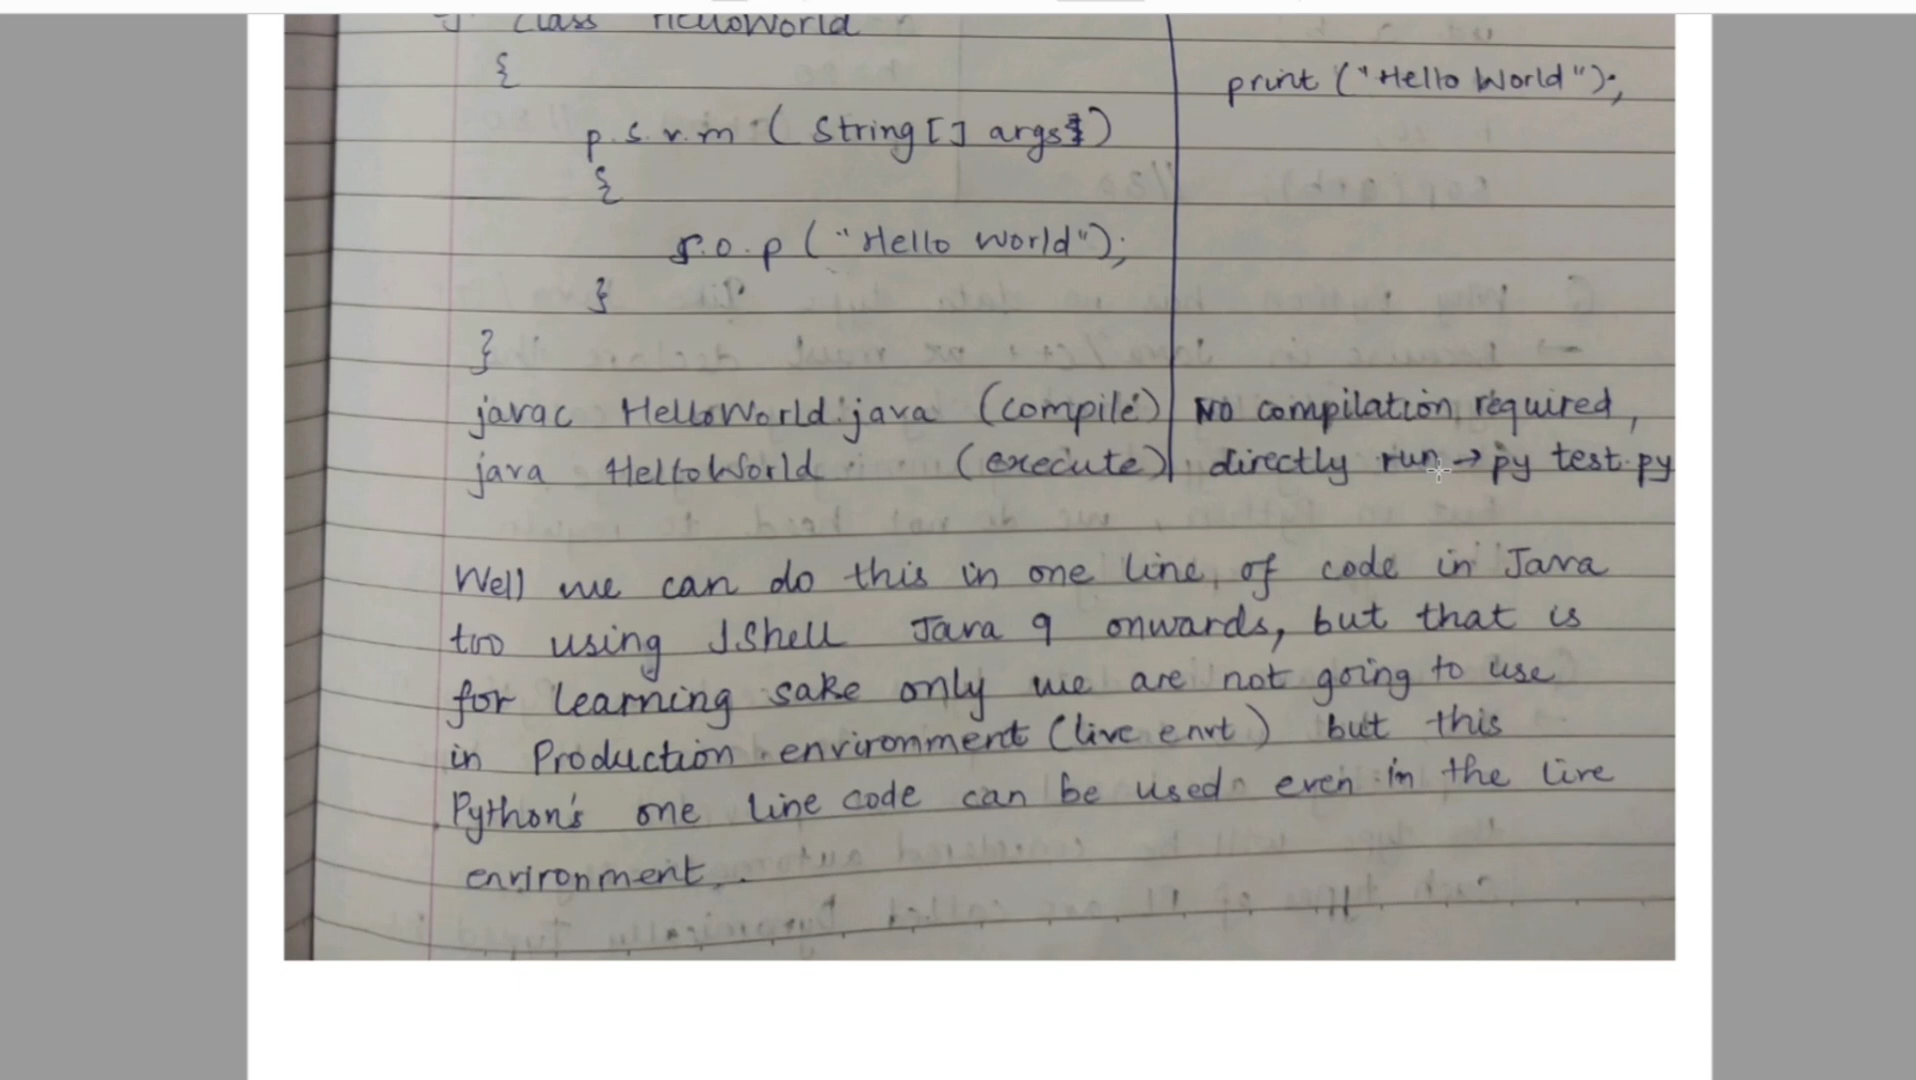 class HelloWorld
{
print ("Hello World");
p.s.v.m ( String [] args)
{
s.o.p ( "Hello world");
}
}
javac HelloWorld.java (compile) No compilation required,
java HelloWorld (execute) directly run → py test.py
Well we can do this in one line of code in Java
too using JShell Java 9 onwards, but that is
for learning sake only we are not going to use
in Production environment (live envt) but this
Python's one line code can be used even in the live
environment.